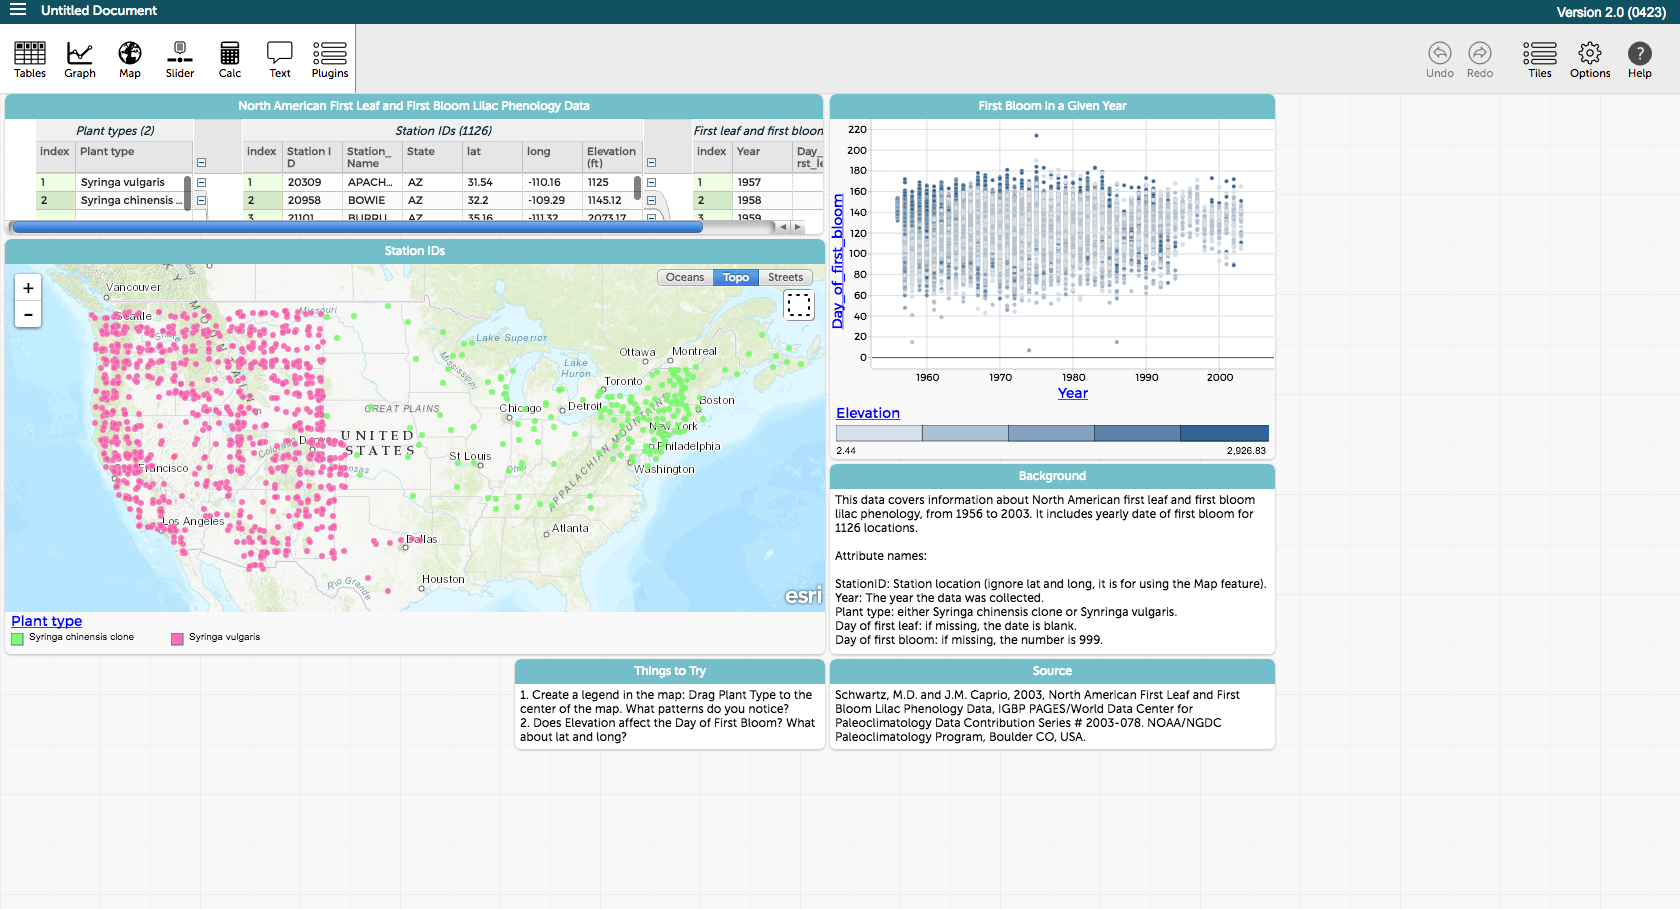 Untitled Document
Version 2.0 (0423)
Tables
Graph
Map
Slider
Calc
Text
Plugins
Undo
Redo
Tiles
Options
Help
North American First Leaf and First Bloom Lilac Phenology Data
Plant types (2)
Station IDs (1126)
First leaf and first bloon
index Plant type
index Station I D Station_ Name State lat long Elevation (ft)
index Year Day_ rst_le
1 Syringa vulgaris 1 20309 APACH... AZ 31.54 -110.16 1125 1 1957
2 Syringa chinensis ... 2 20958 BOWIE AZ 32.2 -109.29 1145.12 2 1958
3 21101 BURRU AZ 35.16 -111.32 2073.17 3 1959
Station IDs
+
-
Oceans Topo Streets
Vancouver
Seattle
Missouri
Lake Superior
Ottawa
Montreal
Lake Huron
Mississippi
Toronto
GREAT PLAINS
Chicago
Detroit
Boston
New York
UNITED STATES
Philadelphia
St Louis
Washington
APPALACHIAN MOUNTAINS
Los Angeles
Atlanta
Dallas
Rio Grande
Houston
esri
Plant type
Syringa chinensis clone
Syringa vulgaris
First Bloom in a Given Year
220
200
180
160
140
120
100
80
60
40
20
0
Day_of_first_bloom
1960 1970 1980 1990 2000
Year
Elevation
2.44 2,926.83
Background
This data covers information about North American first leaf and first bloom
lilac phenology, from 1956 to 2003. It includes yearly date of first bloom for
1126 locations.
Attribute names:
StationID: Station location (ignore lat and long, it is for using the Map feature).
Year: The year the data was collected.
Plant type: either Syringa chinensis clone or Synringa vulgaris.
Day of first leaf: if missing, the date is blank.
Day of first bloom: if missing, the number is 999.
Things to Try
1. Create a legend in the map: Drag Plant Type to the
center of the map. What patterns do you notice?
2. Does Elevation affect the Day of First Bloom? What
about lat and long?
Source
Schwartz, M.D. and J.M. Caprio, 2003, North American First Leaf and First
Bloom Lilac Phenology Data, IGBP PAGES/World Data Center for
Paleoclimatology Data Contribution Series # 2003-078. NOAA/NGDC
Paleoclimatology Program, Boulder CO, USA.